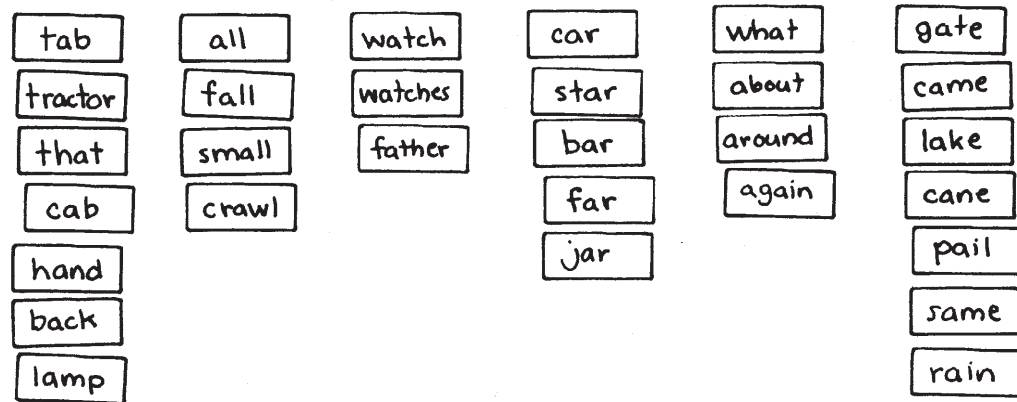 tab
tractor
that
cab
hand
back
lamp
all
fall
small
crawl
watch
watches
father
car
star
bar
far
jar
what
about
around
again
gate
came
lake
cane
pail
same
rain